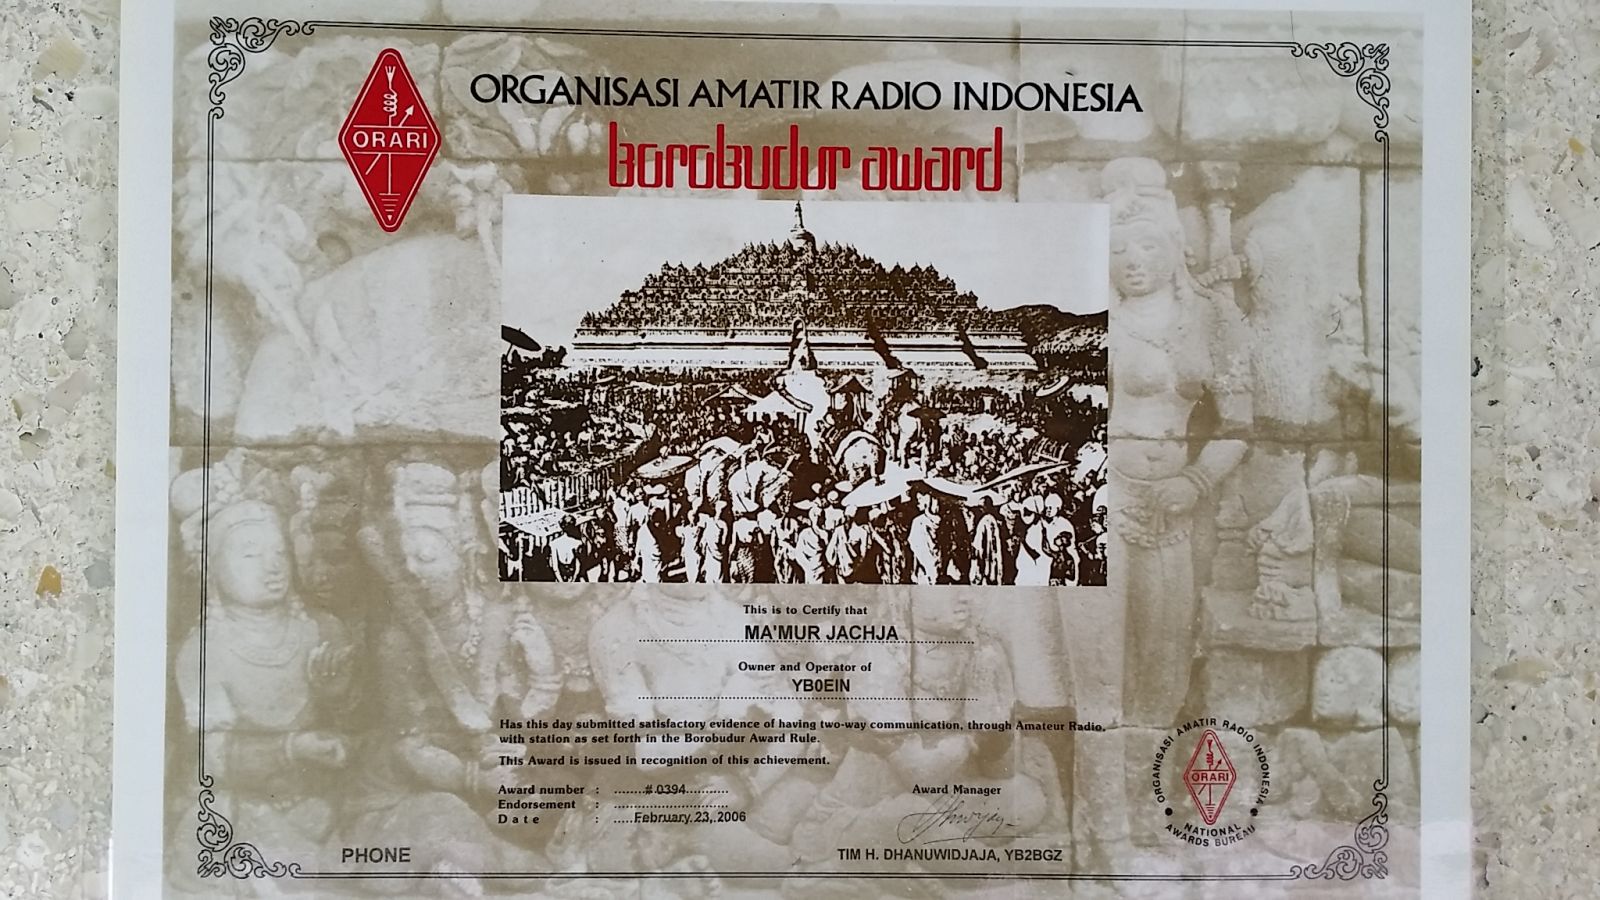 ORGANISASI AMATIR RADIO INDONESIA
ORARI
borobudur award
This is to Certify that
MA'MUR JACHJA
Owner and Operator of
YB0EIN
Has this day submitted satisfactory evidence of having two-way communication, through Amateur Radio,
with station as set forth in the Borobudur Award Rule.
This Award is issued in recognition of this achievement.
Award number : ........# 0394...........
Endorsement : .............................
Date : .....February.23,.2006
Award Manager
TIM H. DHANUWIDJAJA, YB2BGZ
PHONE
ORGANISASI AMATIR RADIO INDONESIA
ORARI
NATIONAL
AWARDS BUREAU